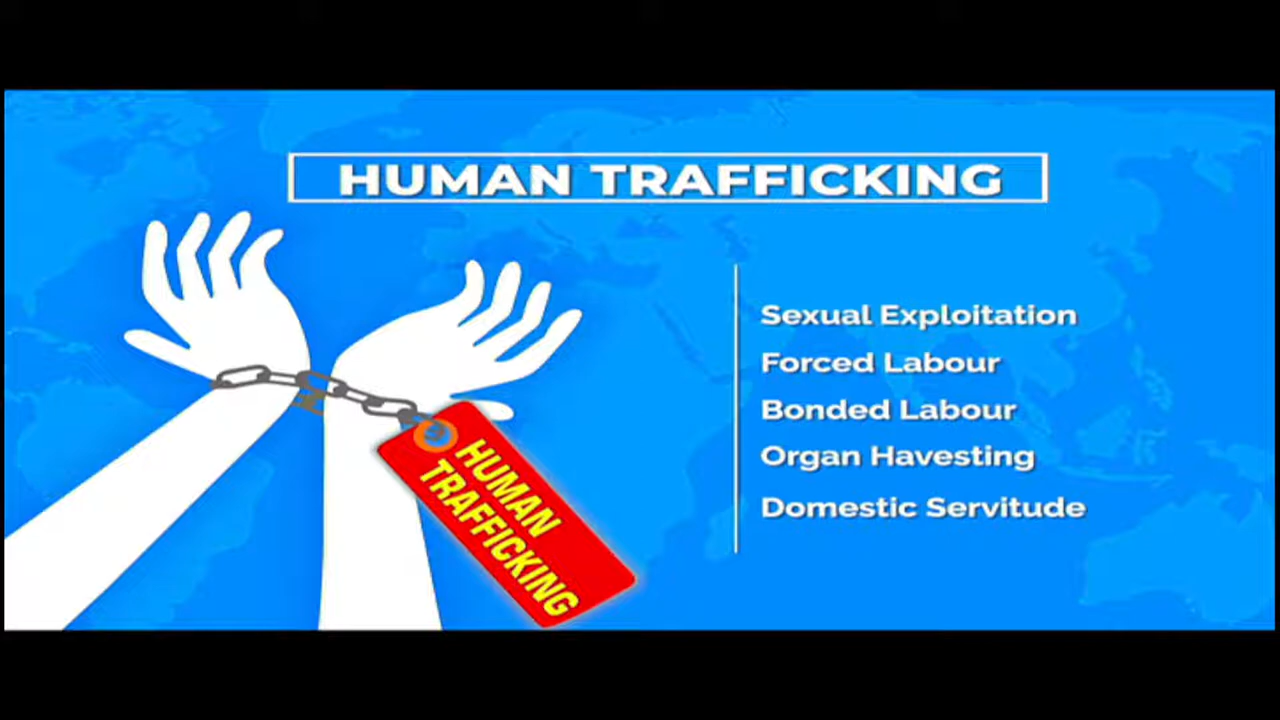 HUMAN TRAFFICKING
Sexual Exploitation
Forced Labour
Bonded Labour
Organ Havesting
Domestic Servitude
HUMAN
TRAFFICKING